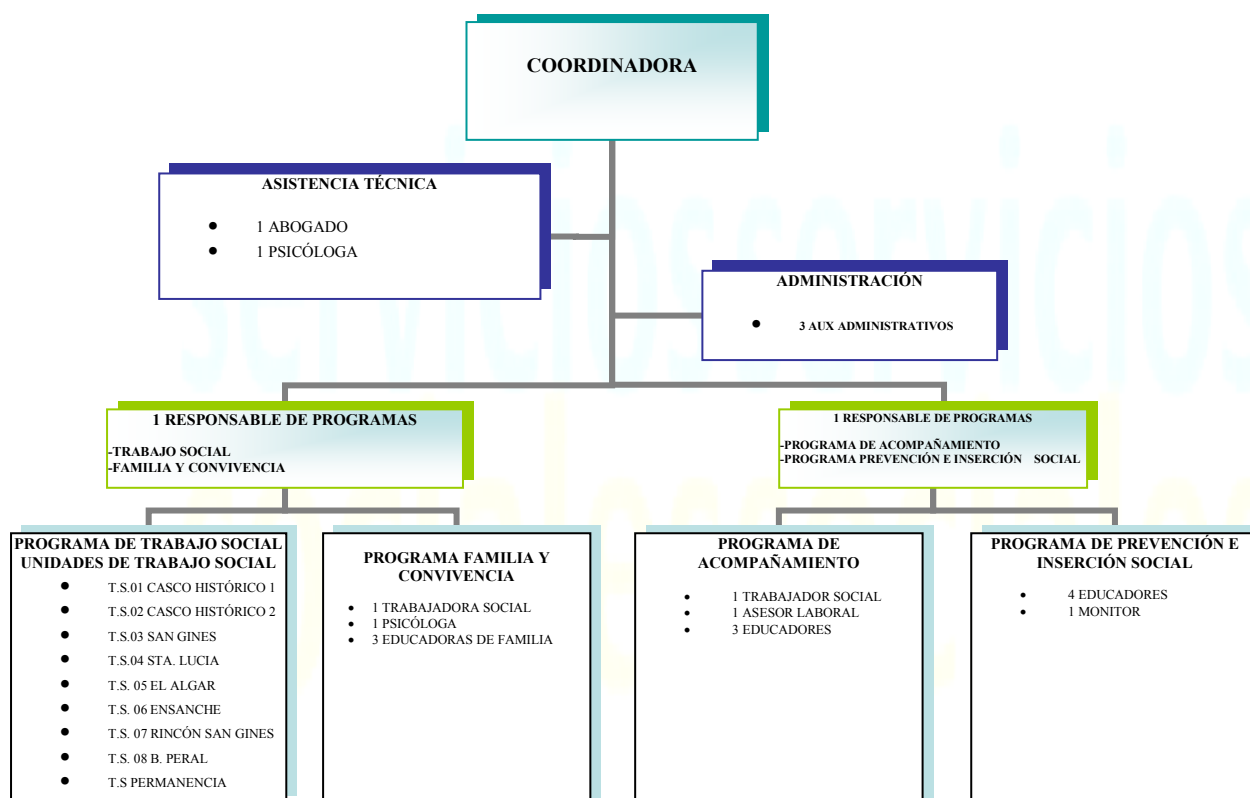 COORDINADORA
ASISTENCIA TÉCNICA
• 1 ABOGADO
• 1 PSICÓLOGA
ADMINISTRACIÓN
• 3 AUX ADMINISTRATIVOS
1 RESPONSABLE DE PROGRAMAS
-TRABAJO SOCIAL
-FAMILIA Y CONVIVENCIA
1 RESPONSABLE DE PROGRAMAS
-PROGRAMA DE ACOMPAÑAMIENTO
-PROGRAMA PREVENCIÓN E INSERCIÓN SOCIAL
PROGRAMA DE TRABAJO SOCIAL
UNIDADES DE TRABAJO SOCIAL
• T.S.01 CASCO HISTÓRICO 1
• T.S.02 CASCO HISTÓRICO 2
• T.S.03 SAN GINES
• T.S.04 STA. LUCIA
• T.S. 05 EL ALGAR
• T.S. 06 ENSANCHE
• T.S. 07 RINCÓN SAN GINES
• T.S. 08 B. PERAL
• T.S PERMANENCIA
PROGRAMA FAMILIA Y
CONVIVENCIA
• 1 TRABAJADORA SOCIAL
• 1 PSICÓLOGA
• 3 EDUCADORAS DE FAMILIA
PROGRAMA DE
ACOMPAÑAMIENTO
• 1 TRABAJADOR SOCIAL
• 1 ASESOR LABORAL
• 3 EDUCADORES
PROGRAMA DE PREVENCIÓN E
INSERCIÓN SOCIAL
• 4 EDUCADORES
• 1 MONITOR
serviciosservicios